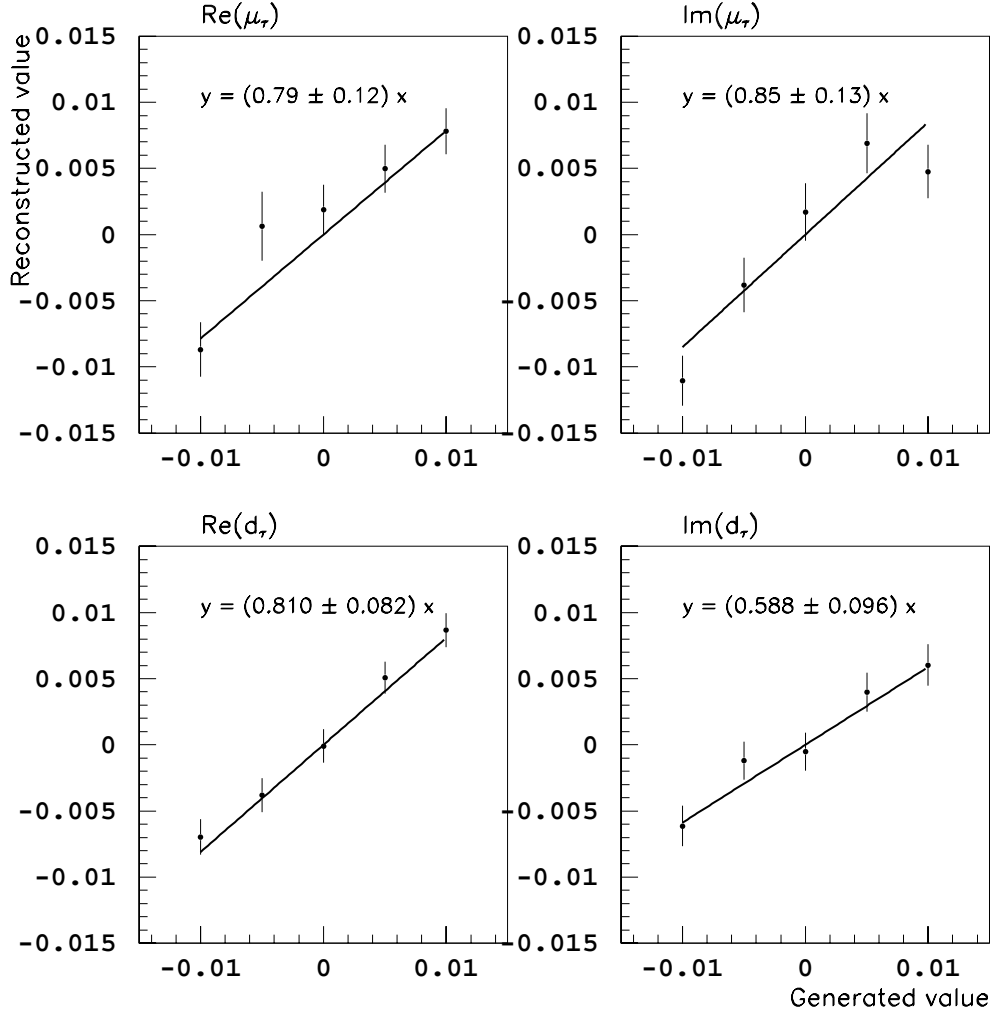 Re(μτ)
Reconstructed value
0.015
0.01
0.005
0
-0.005
-0.01
-0.015
y = (0.79 ± 0.12) x
-0.01 0 0.01
Im(μτ)
0.015
0.01
0.005
0
-0.005
-0.01
-0.015
y = (0.85 ± 0.13) x
-0.01 0 0.01
Re(dτ)
0.015
0.01
0.005
0
-0.005
-0.01
-0.015
y = (0.810 ± 0.082) x
-0.01 0 0.01
Im(dτ)
0.015
0.01
0.005
0
-0.005
-0.01
-0.015
y = (0.588 ± 0.096) x
-0.01 0 0.01
Generated value